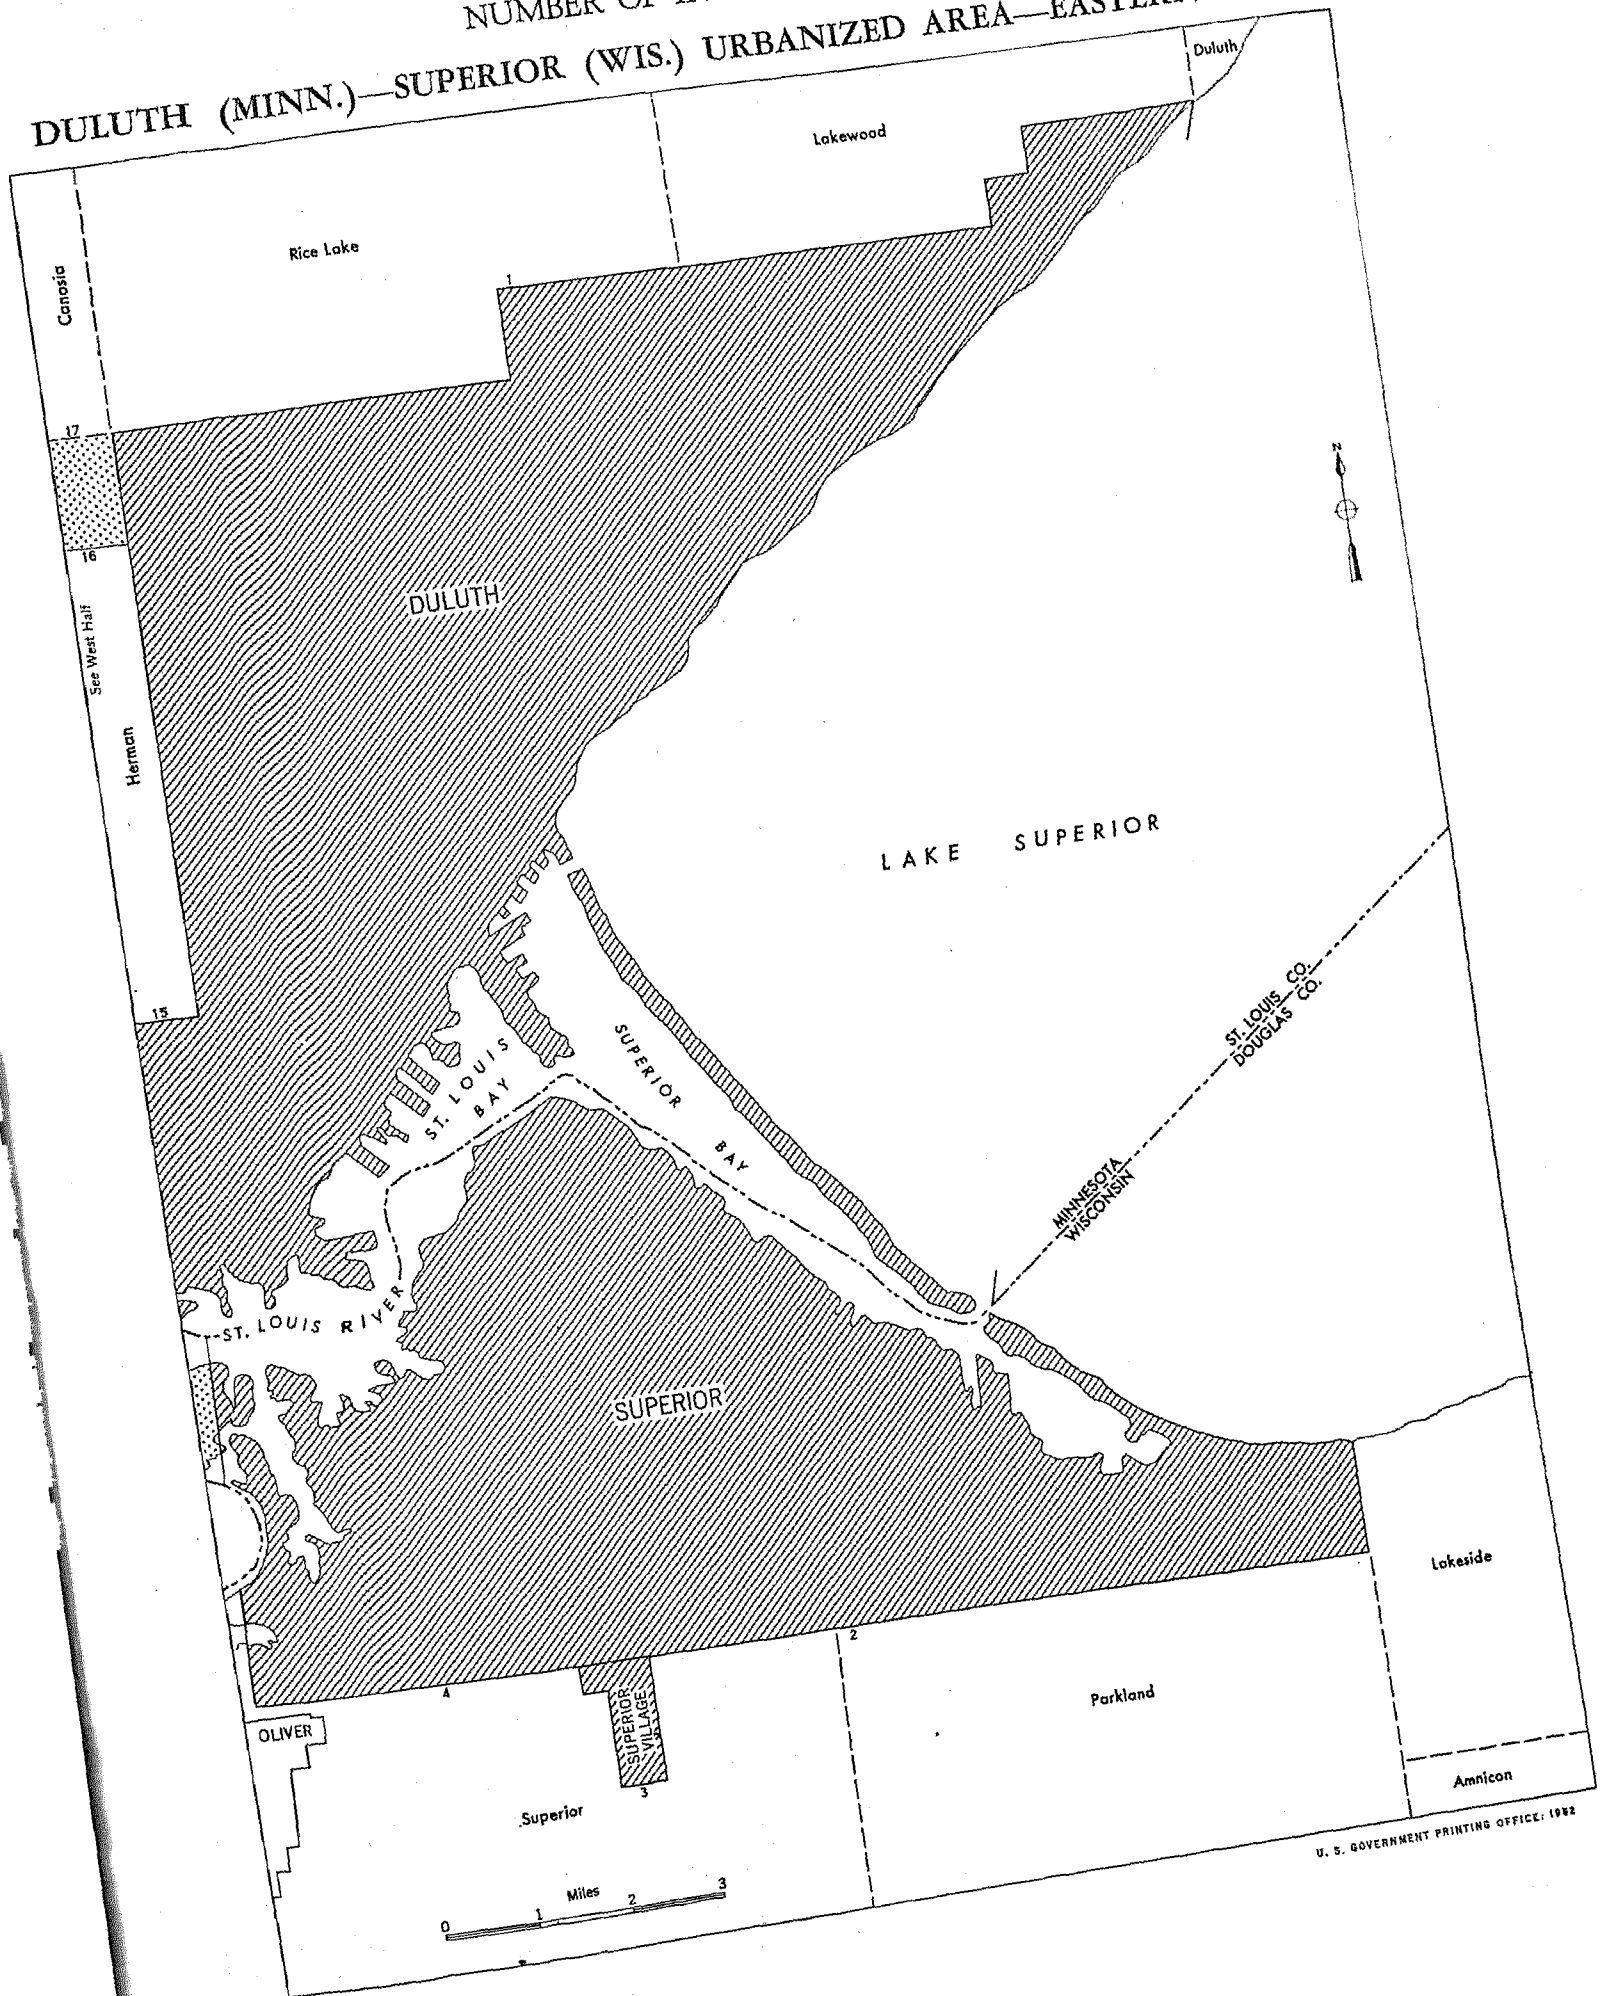 NUMBER OF
DULUTH (MINN.)—SUPERIOR (WIS.) URBANIZED AREA—EASTERN
Duluth
Lakewood
Rice Lake
Canosia
1
17
16
DULUTH
See West Half
Herman
N
LAKE SUPERIOR
15
ST. LOUIS CO.
DOUGLAS CO.
ST. LOUIS
BAY
SUPERIOR
BAY
MINNESOTA
WISCONSIN
ST. LOUIS RIVER
SUPERIOR
Lakeside
2
4
Parkland
SUPERIOR
VILLAGE
OLIVER
3
Superior
Amnicon
U. S. GOVERNMENT PRINTING OFFICE: 1952
Miles
0 1 2 3